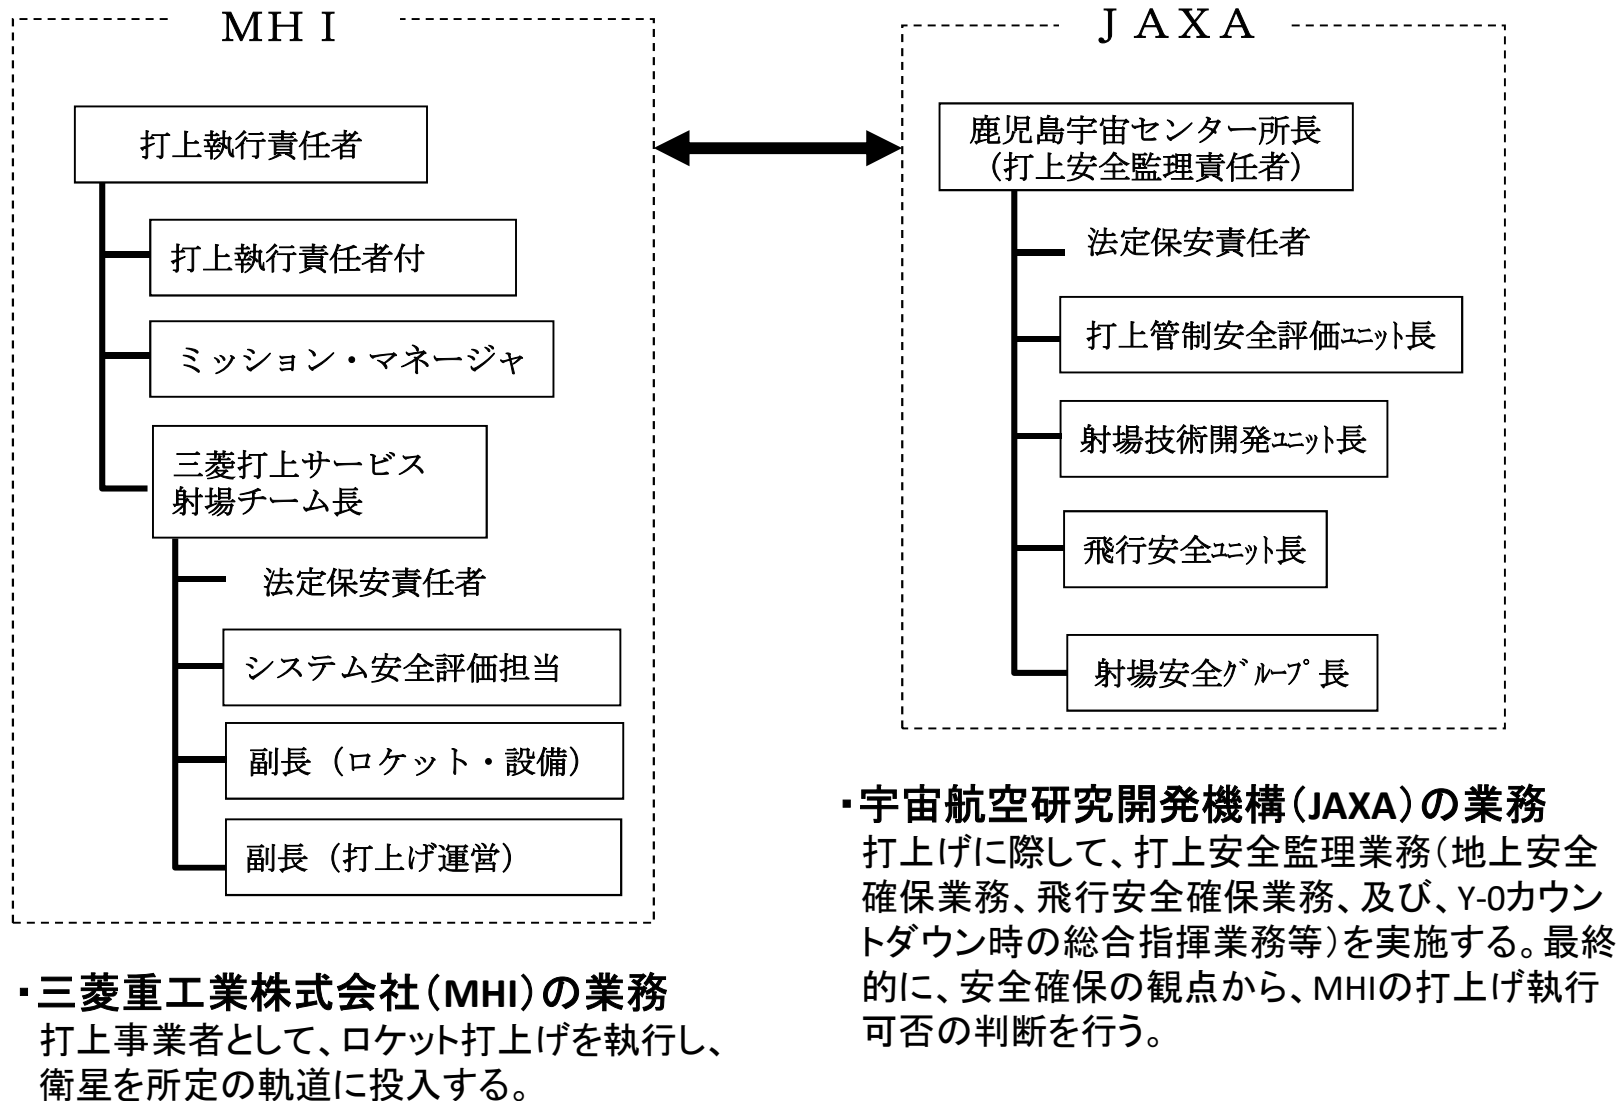 MHI
打上執行責任者
打上執行責任者付
ミッション・マネージャ
三菱打上サービス
射場チーム長
法定保安責任者
システム安全評価担当
副長（ロケット・設備）
副長（打上げ運営）
・三菱重工業株式会社（MHI）の業務
打上事業者として、ロケット打上げを執行し、
衛星を所定の軌道に投入する。
JAXA
鹿児島宇宙センター所長
（打上安全監理責任者）
法定保安責任者
打上管制安全評価ﾕﾆｯﾄ長
射場技術開発ﾕﾆｯﾄ長
飛行安全ﾕﾆｯﾄ長
射場安全ｸﾞﾙｰﾌﾟ長
・宇宙航空研究開発機構（JAXA）の業務
打上げに際して、打上安全監理業務（地上安全
確保業務、飛行安全確保業務、及び、Y-0カウン
トダウン時の総合指揮業務等）を実施する。最終
的に、安全確保の観点から、MHIの打上げ執行
可否の判断を行う。